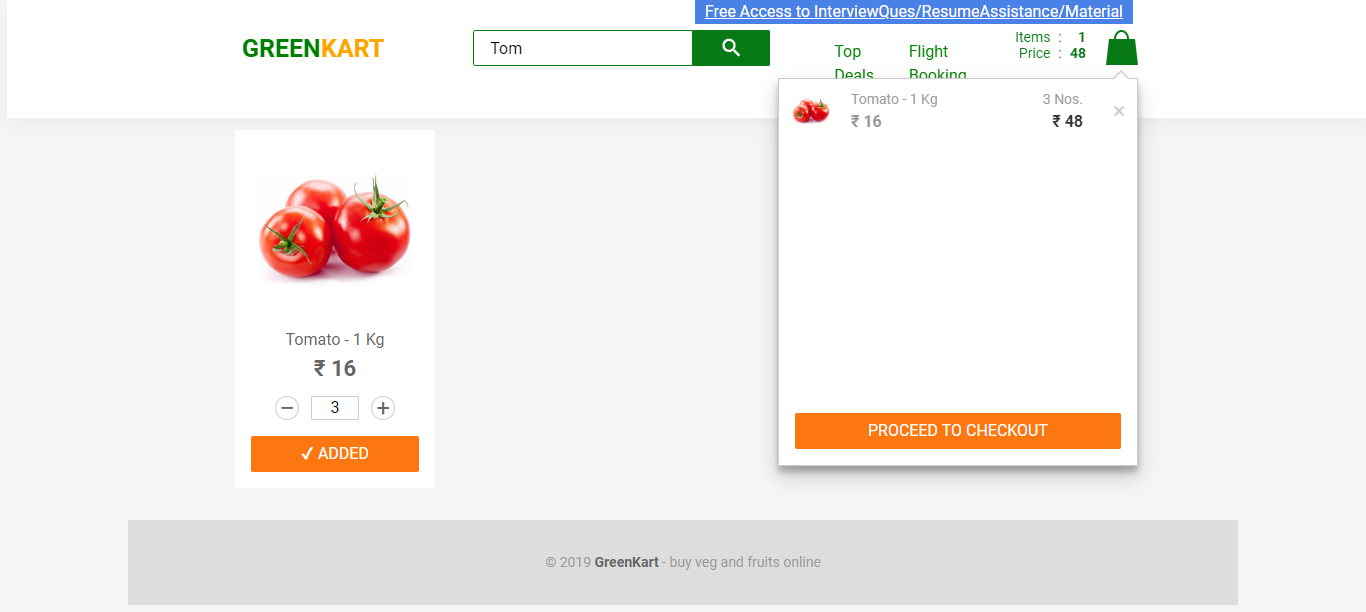 Free Access to InterviewQues/ResumeAssistance/Material
GREENKART
Tom
Top
Deals
Flight
Booking
Items : 1
Price : 48
Tomato - 1 Kg
₹ 16
3 Nos.
₹ 48
×
PROCEED TO CHECKOUT
Tomato - 1 Kg
₹ 16
− 3 +
✓ ADDED
© 2019 GreenKart - buy veg and fruits online